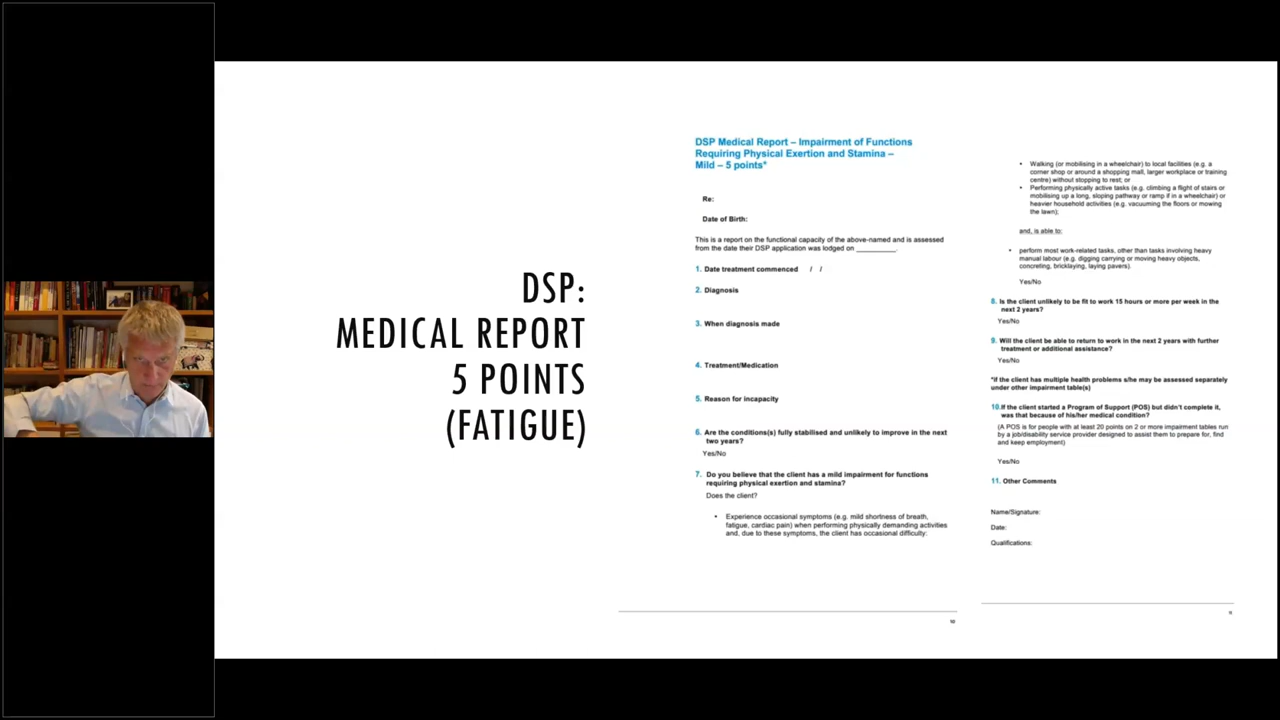 DSP:
MEDICAL REPORT
5 POINTS
(FATIGUE)
DSP Medical Report – Impairment of Functions
Requiring Physical Exertion and Stamina –
Mild – 5 points*
Re:
Date of Birth:
This is a report on the functional capacity of the above-named and is assessed
from the date their DSP application was lodged on __________.
1. Date treatment commenced / /
2. Diagnosis
3. When diagnosis made
4. Treatment/Medication
5. Reason for incapacity
6. Are the conditions(s) fully stabilised and unlikely to improve in the next
two years?
Yes/No
7. Do you believe that the client has a mild impairment for functions
requiring physical exertion and stamina?
Does the client?
• Experience occasional symptoms (e.g. mild shortness of breath,
fatigue, cardiac pain) when performing physically demanding activities
and, due to these symptoms, the client has occasional difficulty:
10
• Walking (or mobilising in a wheelchair) to local facilities (e.g. a
corner shop or around a shopping mall, larger workplace or training
centre) without stopping to rest; or
• Performing physically active tasks (e.g. climbing a flight of stairs or
mobilising up a long, sloping pathway or ramp if in a wheelchair) or
heavier household activities (e.g. vacuuming the floors or mowing
the lawn);
and, is able to:
• perform most work-related tasks, other than tasks involving heavy
manual labour (e.g. digging carrying or moving heavy objects,
concreting, bricklaying, laying pavers).
Yes/No
8. Is the client unlikely to be fit to work 15 hours or more per week in the
next 2 years?
Yes/No
9. Will the client be able to return to work in the next 2 years with further
treatment or additional assistance?
Yes/No
*If the client has multiple health problems s/he may be assessed separately
under other impairment table(s)
10.If the client started a Program of Support (POS) but didn't complete it,
was that because of his/her medical condition?
(A POS is for people with at least 20 points on 2 or more impairment tables run
by a job/disability service provider designed to assist them to prepare for, find
and keep employment)
Yes/No
11. Other Comments
Name/Signature:
Date:
Qualifications:
11